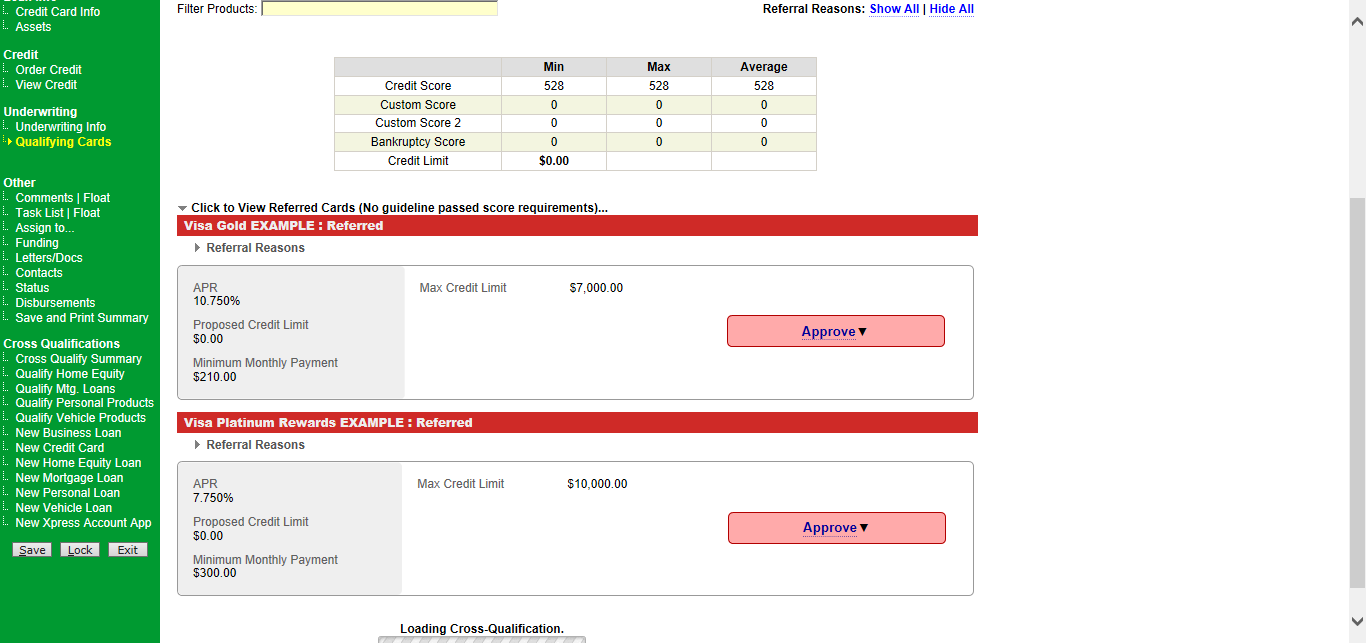 Credit Card Info
Assets
Credit
Order Credit
View Credit
Underwriting
Underwriting Info
Qualifying Cards
Other
Comments | Float
Task List | Float
Assign to...
Funding
Letters/Docs
Contacts
Status
Disbursements
Save and Print Summary
Cross Qualifications
Cross Qualify Summary
Qualify Home Equity
Qualify Mtg. Loans
Qualify Personal Products
Qualify Vehicle Products
New Business Loan
New Credit Card
New Home Equity Loan
New Mortgage Loan
New Personal Loan
New Vehicle Loan
New Xpress Account App
Save Lock Exit
Filter Products: Referral Reasons: Show All | Hide All
Min Max Average
Credit Score 528 528 528
Custom Score 0 0 0
Custom Score 2 0 0 0
Bankruptcy Score 0 0 0
Credit Limit $0.00
Click to View Referred Cards (No guideline passed score requirements)...
Visa Gold EXAMPLE : Referred
Referral Reasons
APR
10.750%
Proposed Credit Limit
$0.00
Minimum Monthly Payment
$210.00
Max Credit Limit $7,000.00
Approve▼
Visa Platinum Rewards EXAMPLE : Referred
Referral Reasons
APR
7.750%
Proposed Credit Limit
$0.00
Minimum Monthly Payment
$300.00
Max Credit Limit $10,000.00
Approve▼
Loading Cross-Qualification.